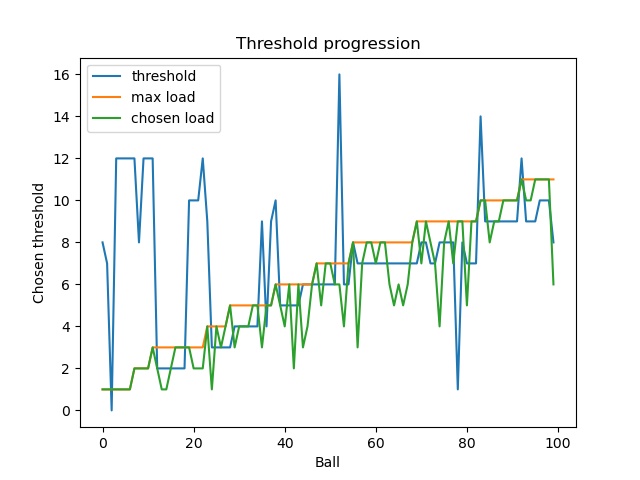 Threshold progression
threshold
max load
chosen load
Chosen threshold
16
14
12
10
8
6
4
2
0
0 20 40 60 80 100
Ball